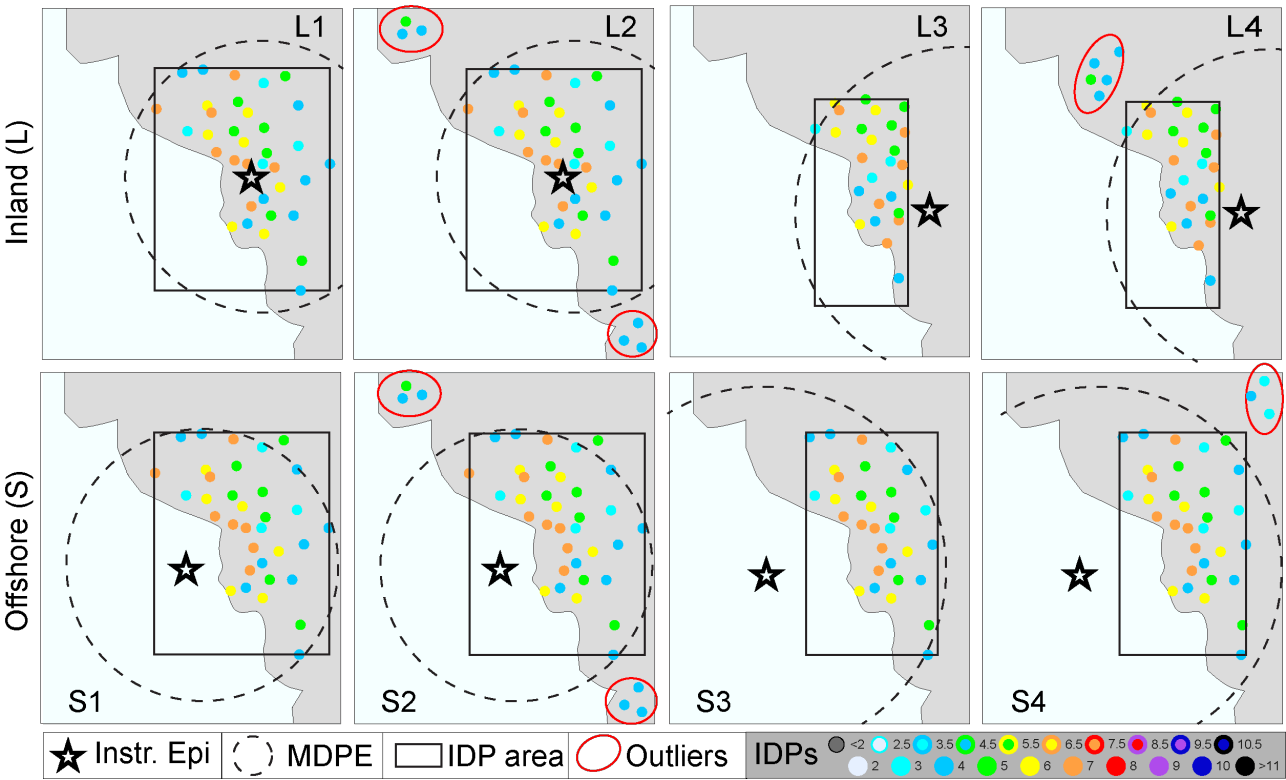 L1 L2 L3 L4
Inland (L)
Offshore (S)
S1 S2 S3 S4
Instr. Epi MDPE IDP area Outliers IDPs
<2 2.5 3.5 4.5 5.5 6.5 7.5 8.5 9.5 10.5
2 3 4 5 6 7 8 9 10 >11